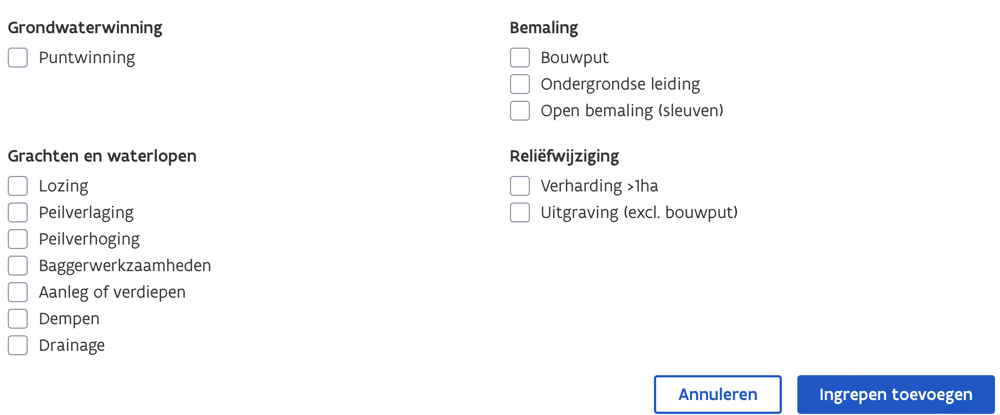 Grondwaterwinning
Puntwinning
Bemaling
Bouwput
Ondergrondse leiding
Open bemaling (sleuven)
Grachten en waterlopen
Lozing
Peilverlaging
Peilverhoging
Baggerwerkzaamheden
Aanleg of verdiepen
Dempen
Drainage
Reliëfwijziging
Verharding >1ha
Uitgraving (excl. bouwput)
Annuleren
Ingrepen toevoegen